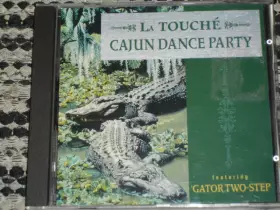 LA TOUCHÉ
CAJUN DANCE PARTY
featuring
GATOR TWO-STEP